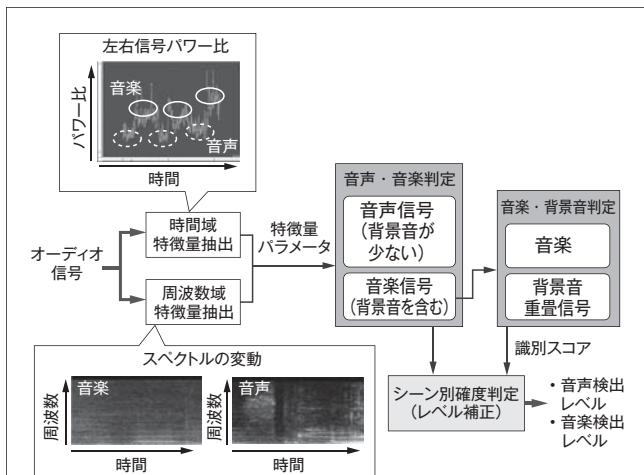 左右信号パワー比
パワー比
音楽
音声
時間
オーディオ
信号
時間域
特徴量抽出
周波数域
特徴量抽出
特徴量
パラメータ
音声・音楽判定
音声信号
(背景音が
少ない)
音楽信号
(背景音を含む)
音楽・背景音判定
音楽
背景音
重畳信号
識別スコア
シーン別確度判定
(レベル補正)
・音声検出
レベル
・音楽検出
レベル
スペクトルの変動
周波数
音楽
時間
周波数
音声
時間